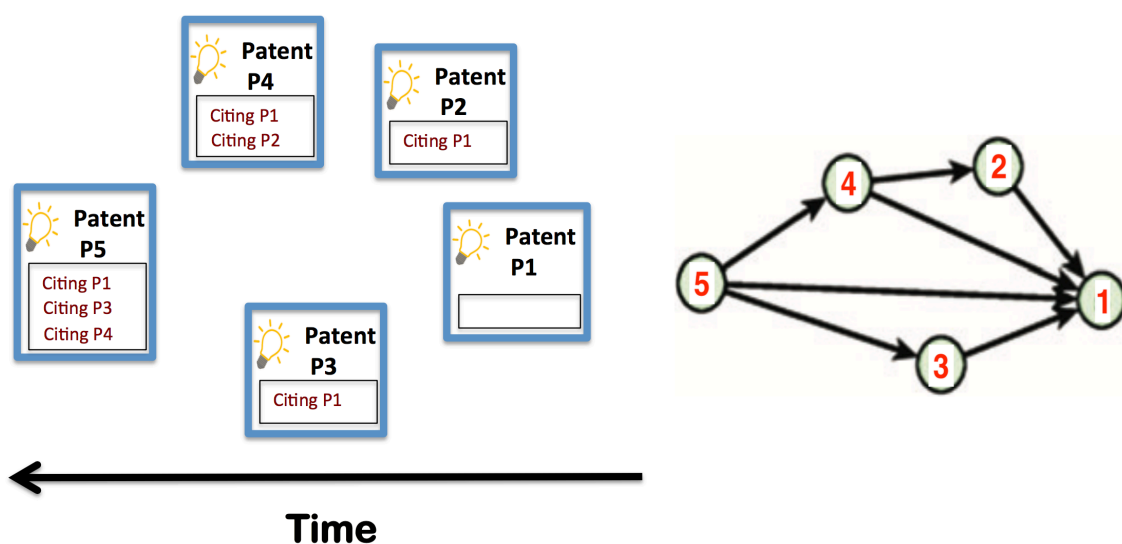 Patent
P4
Citing P1
Citing P2
Patent
P2
Citing P1
Patent
P5
Citing P1
Citing P3
Citing P4
Patent
P1
Patent
P3
Citing P1
Time
2
4
5
1
3